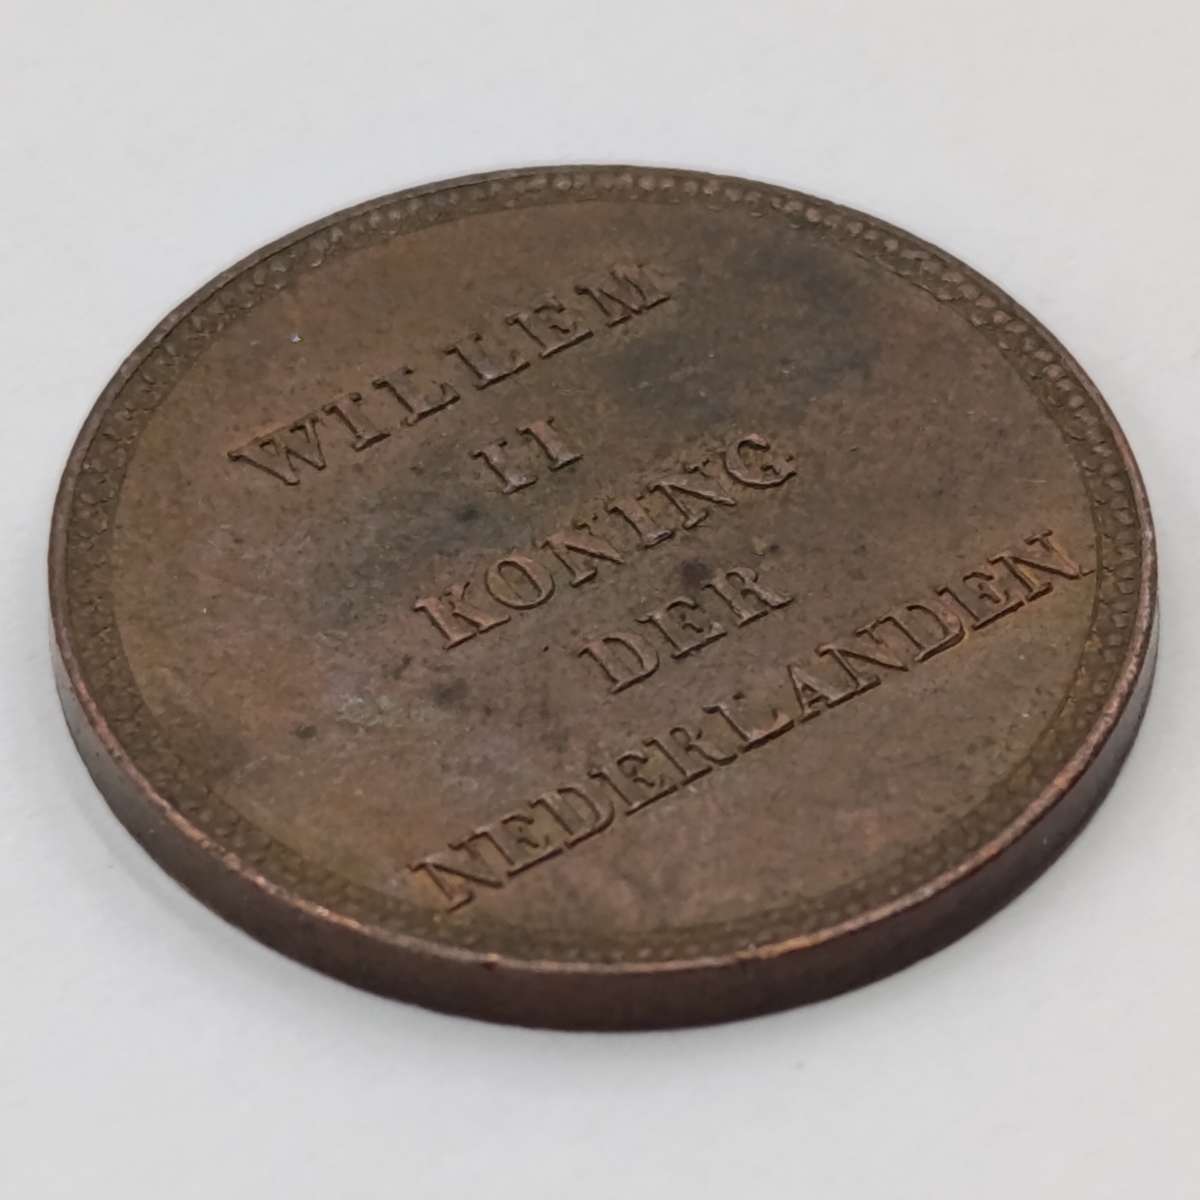 WILLEM
II
KONING
DER
NEDERLANDEN